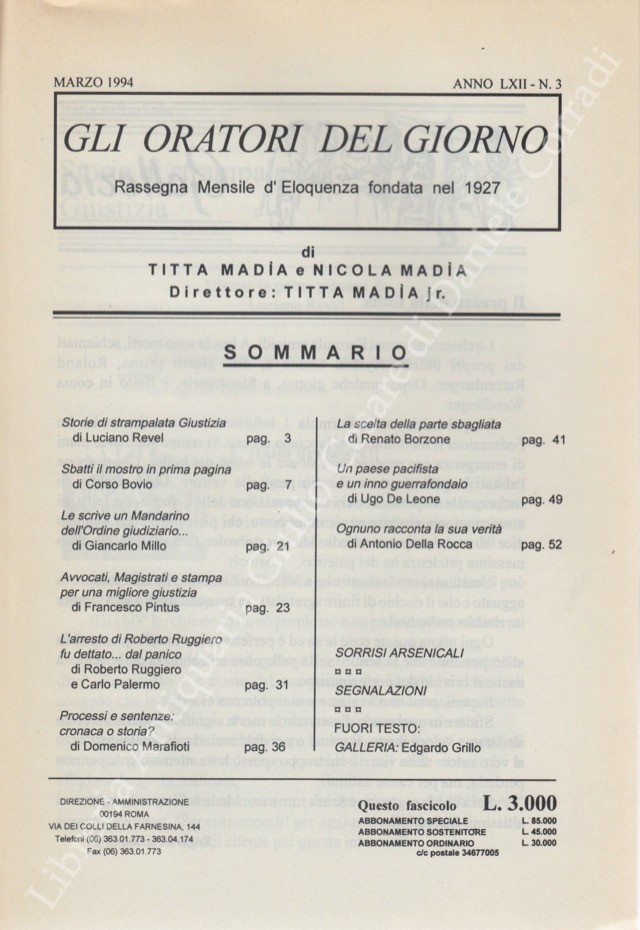 MARZO 1994
ANNO LXII - N. 3
GLI ORATORI DEL GIORNO
Rassegna Mensile d' Eloquenza fondata nel 1927
di
TITTA MADÌA e NICOLA MADÌA
Direttore: TITTA MADÌA jr.
SOMMARIO
Storie di strampalata Giustizia
di Luciano Revel pag. 3
Sbatti il mostro in prima pagina
di Corso Bovio pag. 7
Le scrive un Mandarino
dell'Ordine giudiziario...
di Giancarlo Millo pag. 21
Avvocati, Magistrati e stampa
per una migliore giustizia
di Francesco Pintus pag. 23
L'arresto di Roberto Ruggiero
fu dettato... dal panico
di Roberto Ruggiero
e Carlo Palermo pag. 31
Processi e sentenze:
cronaca o storia?
di Domenico Marafioti pag. 36
La scelta della parte sbagliata
di Renato Borzone pag. 41
Un paese pacifista
e un inno guerrafondaio
di Ugo De Leone pag. 49
Ognuno racconta la sua verità
di Antonio Della Rocca pag. 52
SORRISI ARSENICALI
¤ ¤ ¤
SEGNALAZIONI
¤ ¤ ¤
FUORI TESTO:
GALLERIA: Edgardo Grillo
DIREZIONE - AMMINISTRAZIONE
00194 ROMA
VIA DEI COLLI DELLA FARNESINA, 144
Telefoni (06) 363.01.773 - 363.04.174
Fax (06) 363.01.773
Questo fascicolo L. 3.000
ABBONAMENTO SPECIALE L. 85.000
ABBONAMENTO SOSTENITORE L. 45.000
ABBONAMENTO ORDINARIO L. 30.000
c/c postale 34677005